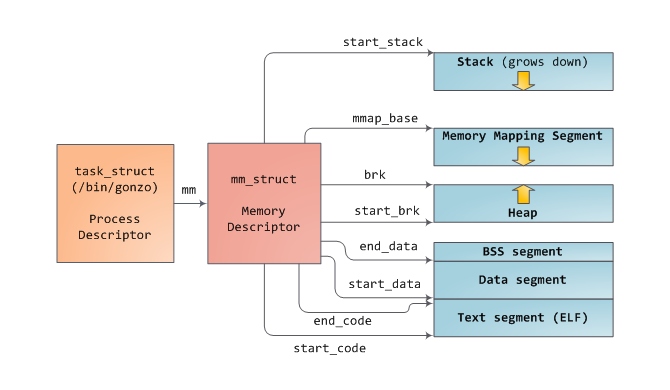 start_stack
Stack (grows down)
mmap_base
Memory Mapping Segment
task_struct
(/bin/gonzo)
Process
Descriptor
mm
mm_struct
Memory
Descriptor
brk
start_brk
Heap
end_data
BSS segment
start_data
Data segment
end_code
Text segment (ELF)
start_code